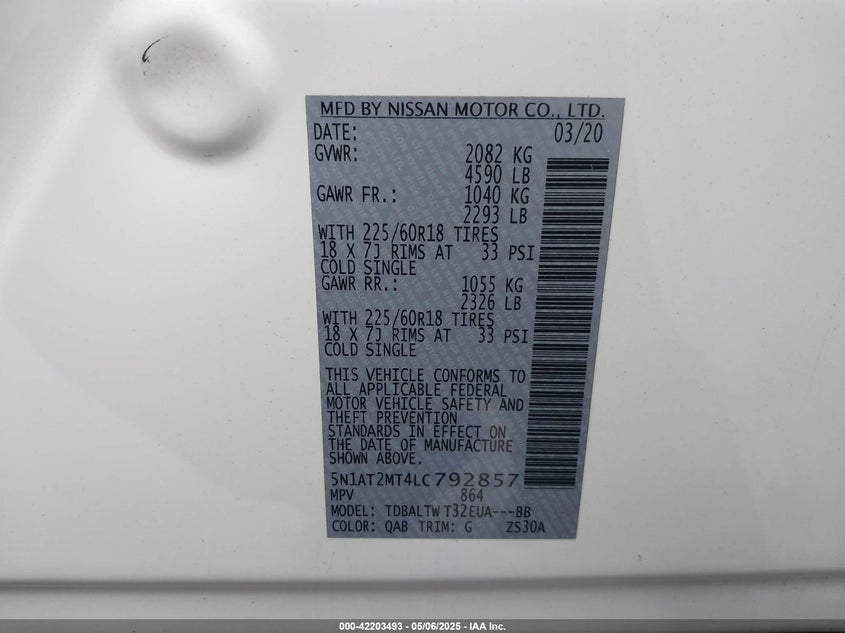 MFD BY NISSAN MOTOR CO., LTD.
DATE: 03/20
GVWR: 2082 KG
4590 LB
GAWR FR.: 1040 KG
2293 LB
WITH 225/60R18 TIRES
18 X 7J RIMS AT 33 PSI
COLD SINGLE
GAWR RR.: 1055 KG
2326 LB
WITH 225/60R18 TIRES
18 X 7J RIMS AT 33 PSI
COLD SINGLE
THIS VEHICLE CONFORMS TO
ALL APPLICABLE FEDERAL
MOTOR VEHICLE SAFETY AND
THEFT PREVENTION
STANDARDS IN EFFECT ON
THE DATE OF MANUFACTURE
SHOWN ABOVE.
5N1AT2MT4LC792857
MPV 864
MODEL: TDBALTW T32EUA---BB
COLOR: QAB TRIM: G ZS30A
000-42203493 - 05/06/2025 - IAA Inc.